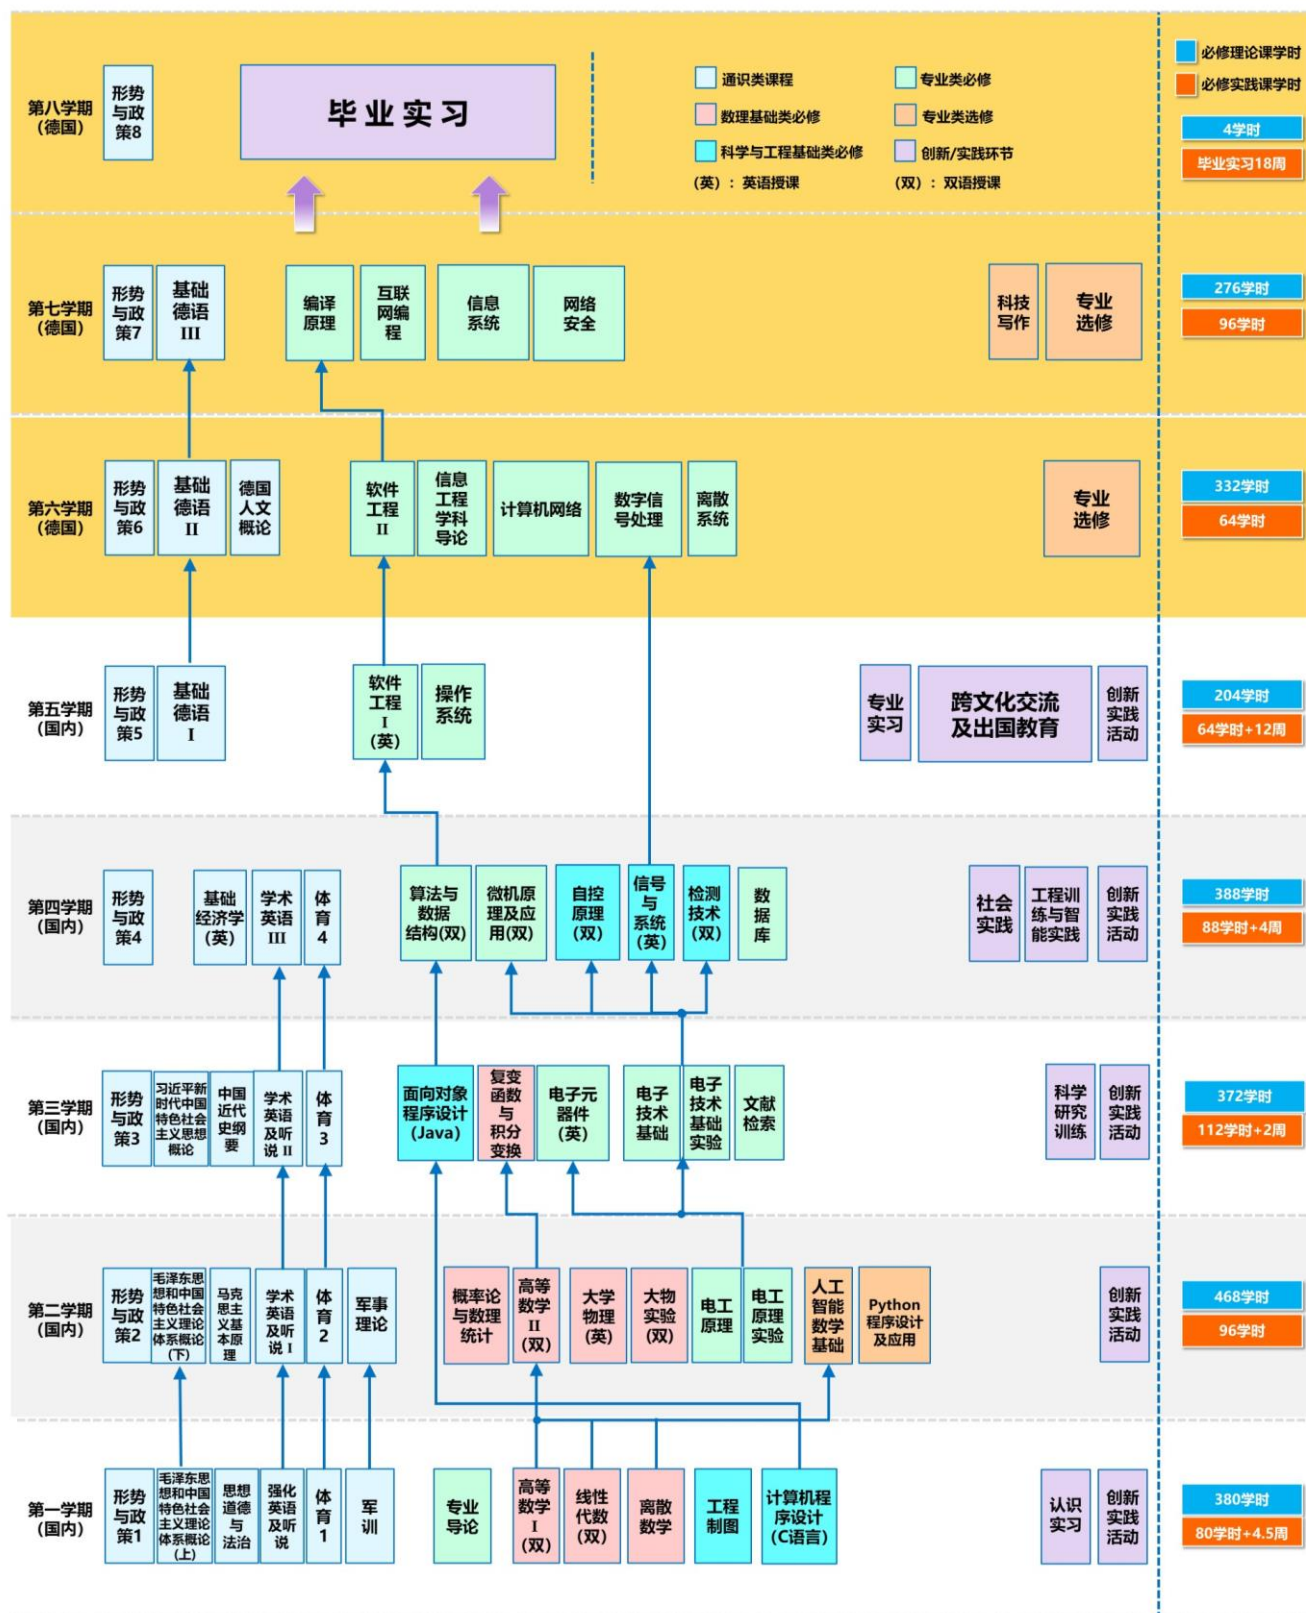 第八学期
(德国)
形势
与政
策8
毕业实习
通识类课程
专业类必修
数理基础类必修
专业类选修
科学与工程基础类必修
创新/实践环节
(英）: 英语授课
(双）: 双语授课
必修理论课学时
必修实践课学时
4学时
毕业实习18周
第七学期
(德国)
形势
与政
策7
基础
德语
III
编译
原理
互联
网编
程
信息
系统
网络
安全
科技
写作
专业
选修
276学时
96学时
第六学期
(德国)
形势
与政
策6
基础
德语
II
德国
人文
概论
软件
工程
II
信息
工程
学科
导论
计算机网络
数字信
号处理
离散
系统
专业
选修
332学时
64学时
第五学期
(国内)
形势
与政
策5
基础
德语
I
软件
工程
I
(英)
操作
系统
专业
实习
跨文化交流
及出国教育
创新
实践
活动
204学时
64学时+12周
第四学期
(国内)
形势
与政
策4
基础
经济学
(英)
学术
英语
III
体
育
4
算法与
数据
结构(双)
微机原
理及应
用(双)
自控
原理
(双)
信号
与
系统
(英)
检测
技术
(双)
数
据
库
社会
实践
工程训
练与智
能实践
创新
实践
活动
388学时
88学时+4周
第三学期
(国内)
形势
与政
策3
习近平新
时代中国
特色社会
主义思想
概论
中国
近代
史纲
要
学术
英语
及听
说 II
体
育
3
面向对象
程序设计
(Java)
复变
函数
与
积分
变换
电子元
器件
(英)
电子
技术
基础
电子
技术
基础
实验
文献
检索
科学
研究
训练
创新
实践
活动
372学时
112学时+2周
第二学期
(国内)
形势
与政
策2
毛泽东思
想和中国
特色社会
主义理论
体系概论
(下)
马克
思主
义基
本原
理
学术
英语
及听
说 I
体
育
2
军事
理论
概率论
与数理
统计
高等
数学
II
(双)
大学
物理
(英)
大物
实验
(双)
电工
原理
电工
原理
实验
人工
智能
数学
基础
Python
程序设计
及应用
创新
实践
活动
468学时
96学时
第一学期
(国内)
形势
与政
策1
毛泽东思
想和中国
特色社会
主义理论
体系概论
(上)
思想
道德
与
法治
强化
英语
及听
说
体
育
1
军
训
专业
导论
高等
数学
I
(双)
线性
代数
(双)
离散
数学
工程
制图
计算机程
序设计
(C语言)
认识
实习
创新
实践
活动
380学时
80学时+4.5周